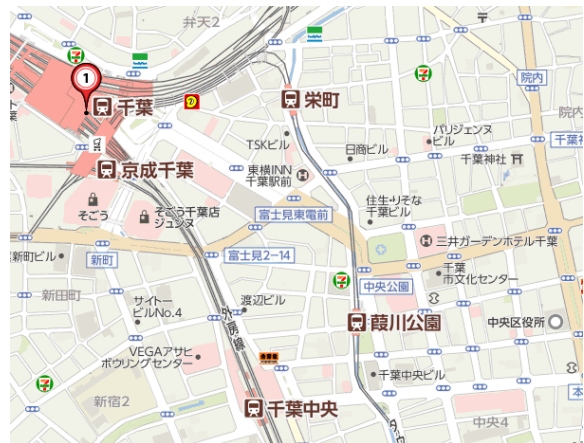 弁天2
1
千葉
栄町
院内
院内
TSKビル
日商ビル
パリジェンヌ
ビル
千葉神社
京成千葉
東横INN
千葉駅前
そごう
そごう千葉店
ジュンヌ
住生・りそな
千葉ビル
富士見東電前
三井ガーデンホテル千葉
新町
富士見2-14
千葉
市文化センター
新町ビル
中央公園
新田町
サイトー
ビルNo.4
渡辺ビル
外房線
葭川公園
中央区役所
VEGAアサヒ
ボウリングセンター
千葉中央ビル
新宿2
千葉中央
中央4
本